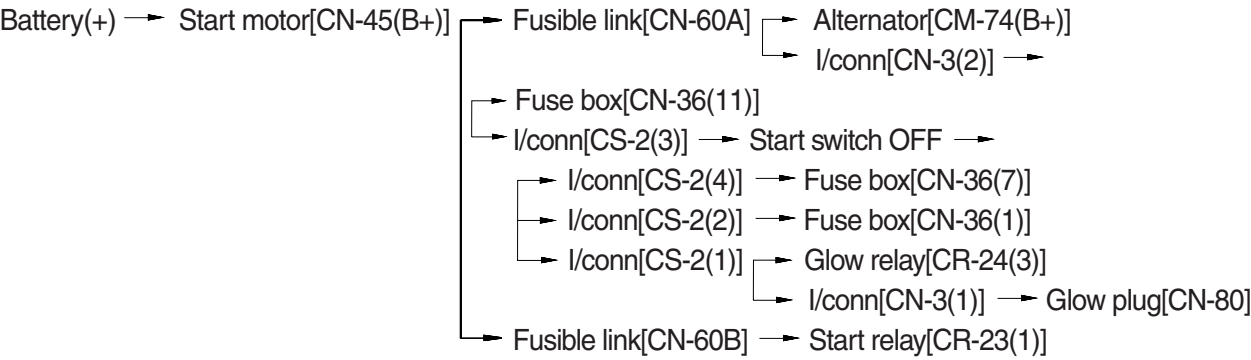 Battery(+) → Start motor[CN-45(B+)] → Fusible link[CN-60A] → Alternator[CM-74(B+)]
→ I/conn[CN-3(2)] →
→ Fuse box[CN-36(11)]
→ I/conn[CS-2(3)] → Start switch OFF →
→ I/conn[CS-2(4)] → Fuse box[CN-36(7)]
→ I/conn[CS-2(2)] → Fuse box[CN-36(1)]
→ I/conn[CS-2(1)] → Glow relay[CR-24(3)]
→ I/conn[CN-3(1)] → Glow plug[CN-80]
→ Fusible link[CN-60B] → Start relay[CR-23(1)]